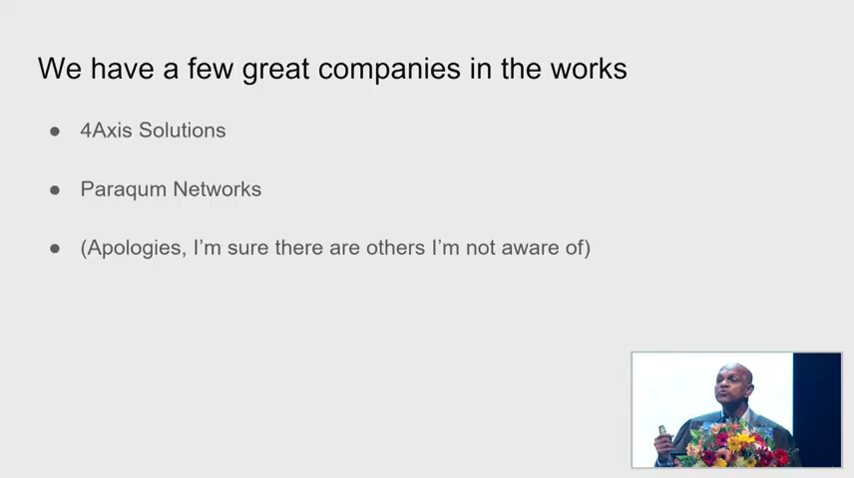 We have a few great companies in the works
● 4Axis Solutions
● Paraqum Networks
● (Apologies, I'm sure there are others I'm not aware of)